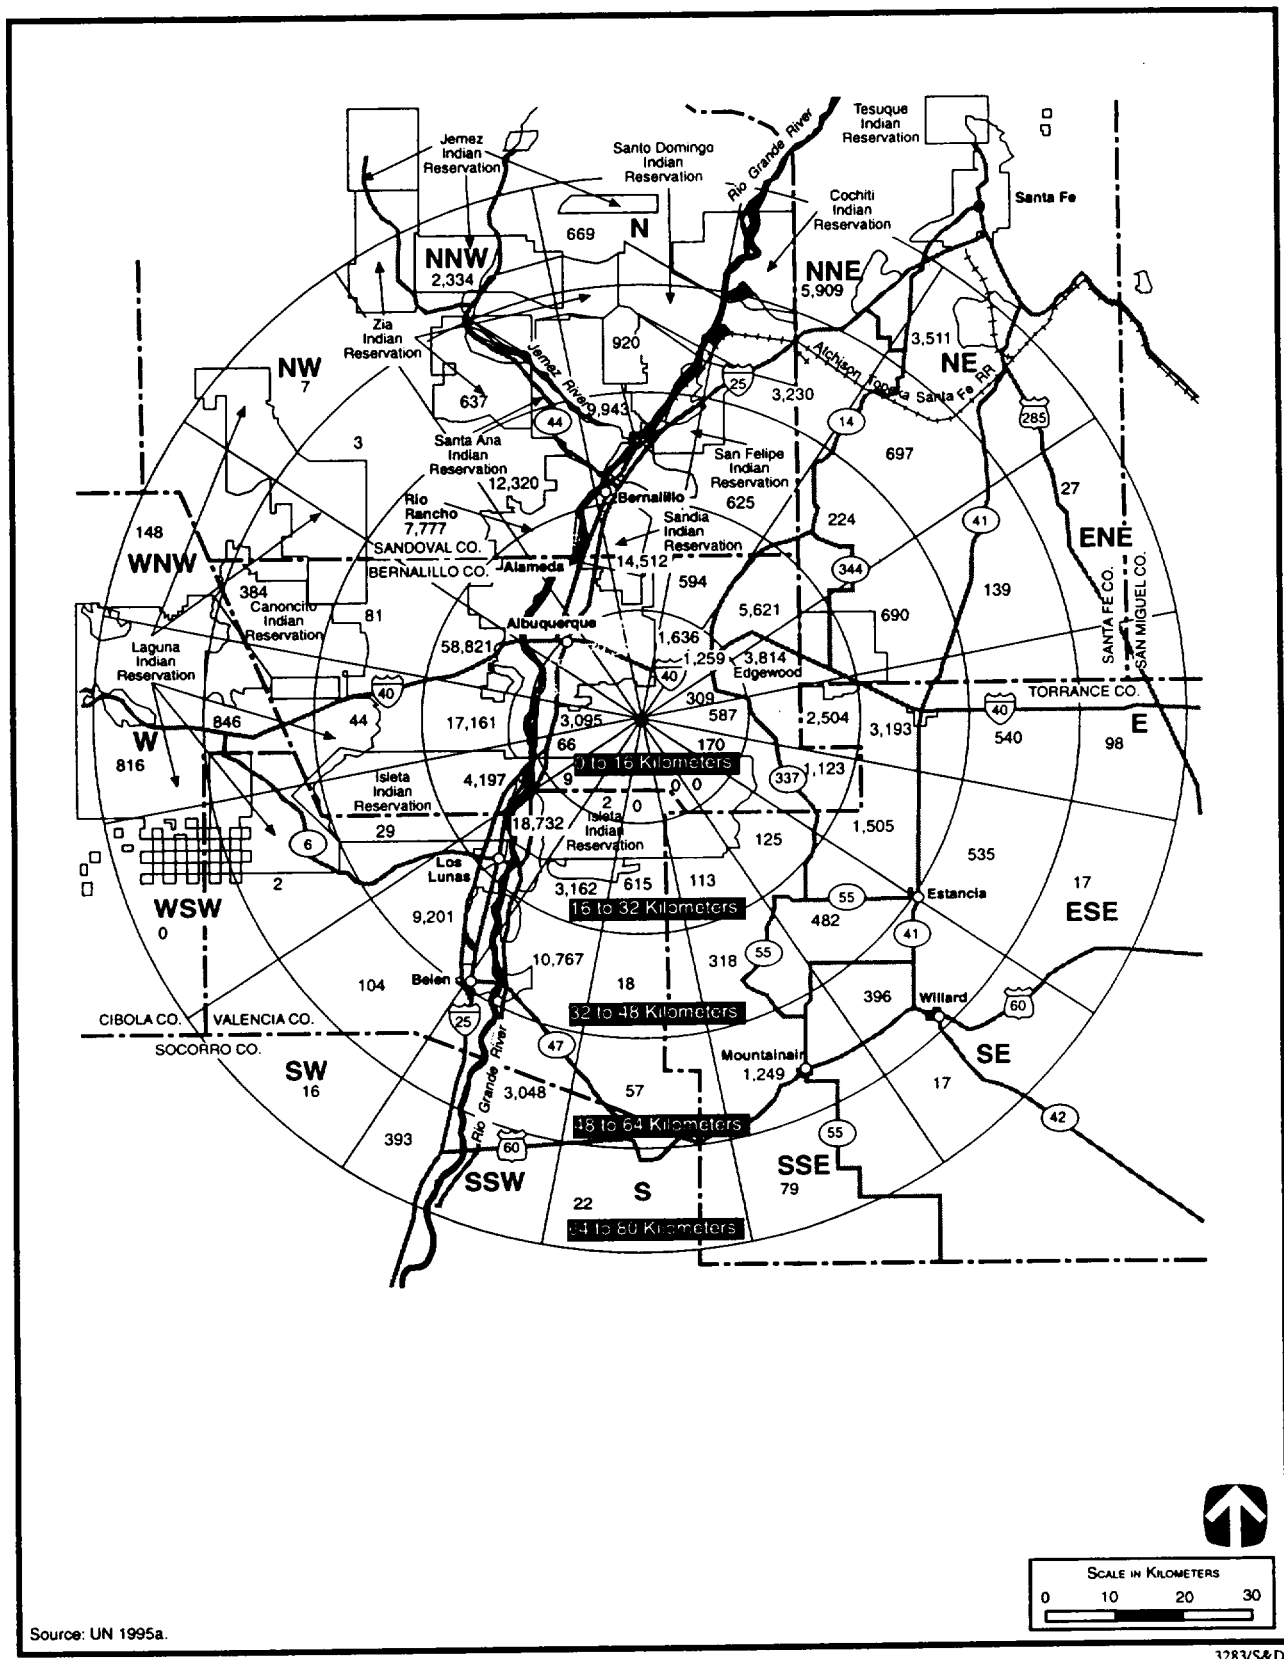 Tesuque
Indian
Reservation
Jemez
Indian
Reservation
Santo Domingo
Indian
Reservation
Rio Grande River
Cochiti
Indian
Reservation
Santa Fe
N
669
NNW
2,334
NNE
5,909
Zia
Indian
Reservation
Jemez River
920
3,511
NE
NW
7
Atchison Topeka Santa Fe RR
25
637
9,943
3,230
44
14
285
3
Santa Ana
Indian
Reservation
San Felipe
Indian
Reservation
697
12,320
Bernalillo
625
27
Rio
Rancho
7,777
Sandia
Indian
Reservation
224
41
148
WNW
SANDOVAL CO.
BERNALILLO CO.
Alameda
14,512
344
ENE
384
594
139
Canoncito
Indian
Reservation
81
Albuquerque
5,621
690
SANTA FE CO.
SAN MIGUEL CO.
Laguna
Indian
Reservation
58,821
1,636
1,259
3,814
Edgewood
40
40
309
TORRANCE CO.
846
44
17,161
3,095
587
2,504
3,193
40
E
W
816
66
170
540
98
0 to 16 Kilometers
Isleta
Indian
Reservation
4,197
9
0
0
337
1,123
2
0
29
18,732
Isleta
Indian
Reservation
125
1,505
6
Los
Lunas
535
2
3,162
615
113
17
WSW
0
16 to 32 Kilometers
55
Estancia
ESE
9,201
482
41
10,767
318
55
Belen
104
18
396
Willard
60
CIBOLA CO.
VALENCIA CO.
25
32 to 48 Kilometers
SOCORRO CO.
47
Mountainair
1,249
SE
SW
16
Rio Grande River
3,048
57
17
42
393
48 to 64 Kilometers
60
55
SSW
S
SSE
79
22
64 to 80 Kilometers
SCALE IN KILOMETERS
0 10 20 30
Source: UN 1995a.
3283/S&D